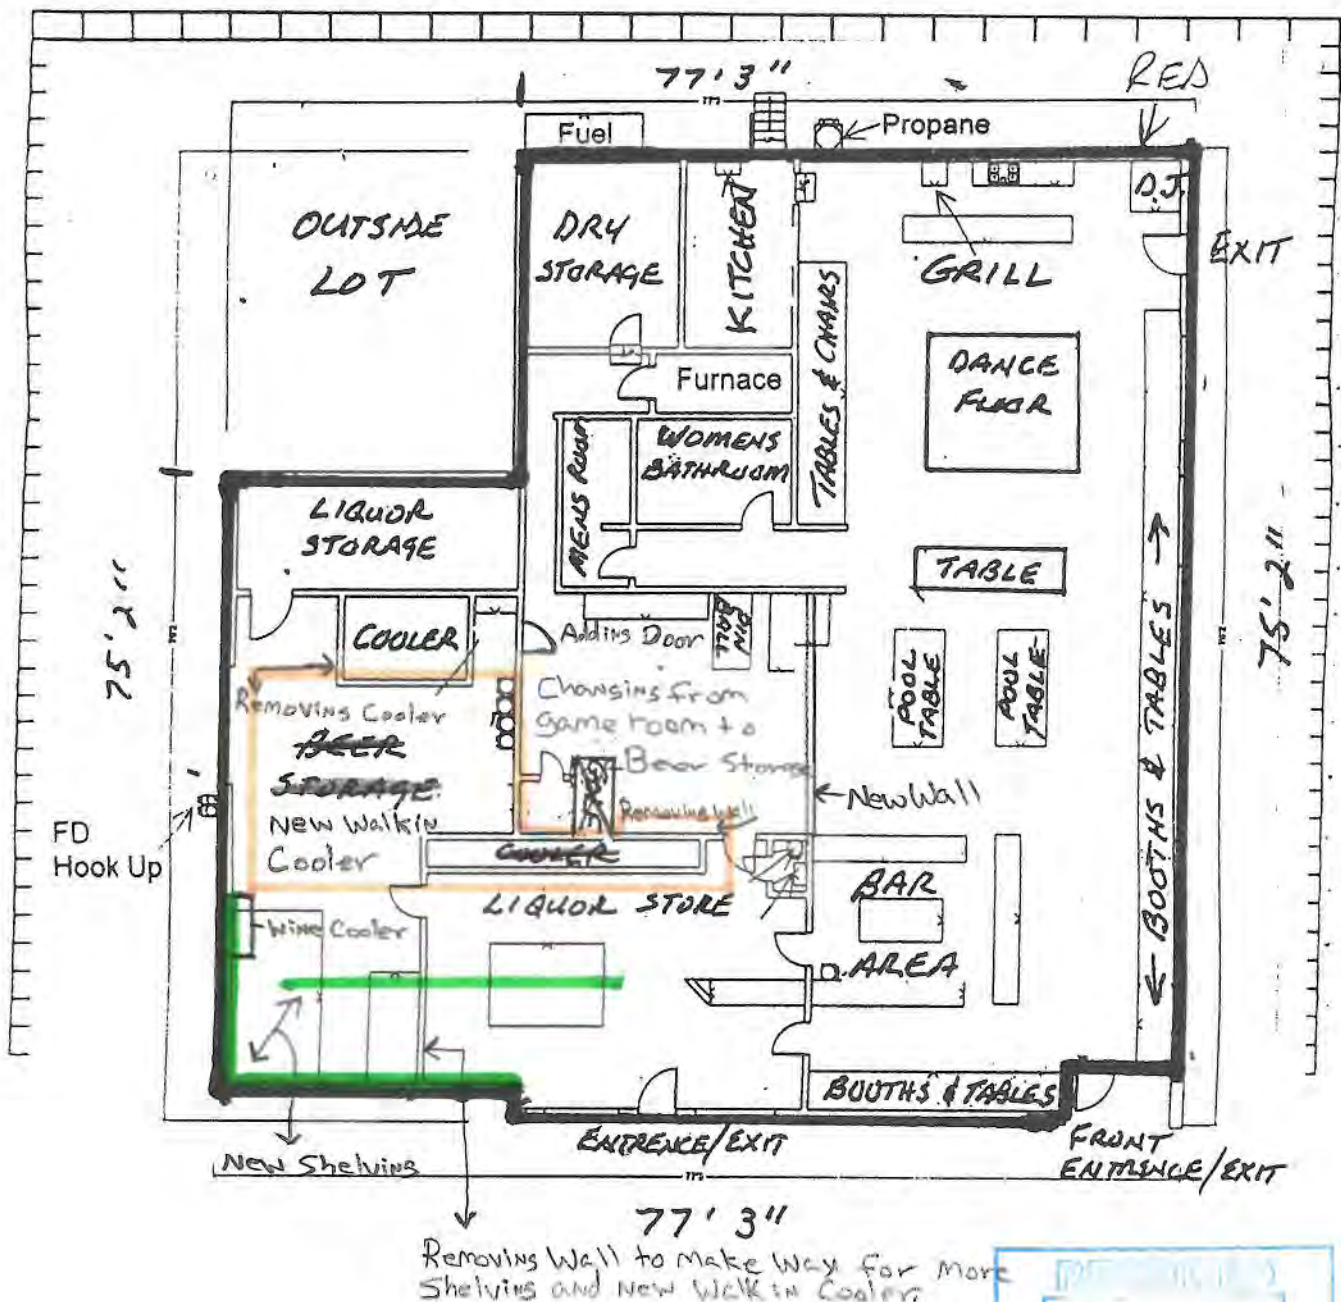 77'3"
RED
Fuel
Propane
OUTSIDE
LOT
DRY
STORAGE
KITCHEN
D.J.
EXIT
GRILL
TABLES & CHAIRS
DANCE
FLOOR
Furnace
MENS ROOM
WOMENS
BATHROOM
LIQUOR
STORAGE
TABLE
75'2"
75'2"
COOLER
Adding Door
PIN
BALL
POOL
TABLE
POOL
TABLE
BOOTHS & TABLES
Removing Cooler
Changing from
game room to
Beer Storage
BEER
STORAGE
New Walkin
Cooler
Removing Wall
New Wall
FD
Hook Up
COOLER
LIQUOR STORE
BAR
AREA
Wine Cooler
BOOTHS & TABLES
ENTRENCE/EXIT
FRONT
ENTRENCE/EXIT
New Shelving
77'3"
Removing Wall to Make Way for More
Shelving and New Walk in Cooler.